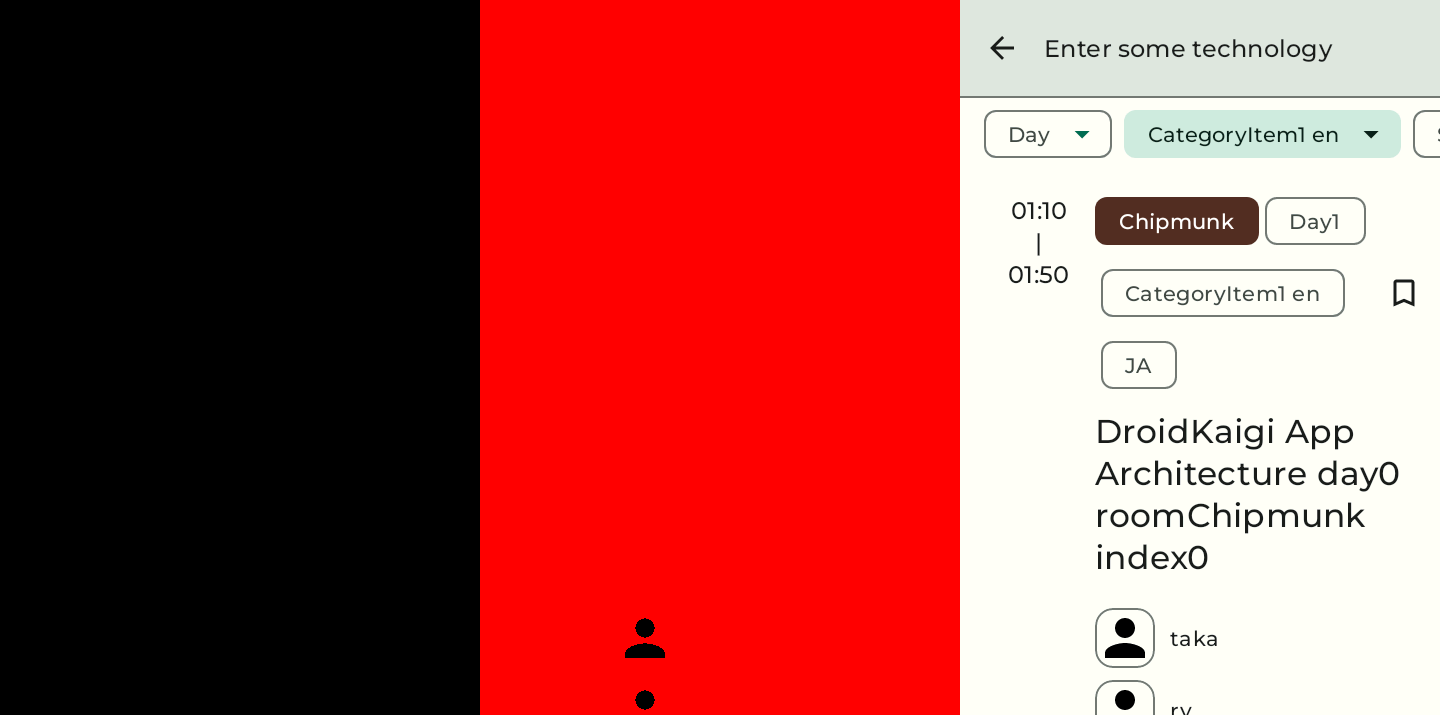 Enter some technology
Day
CategoryItem1 en
01:10
|
01:50
Chipmunk
Day1
CategoryItem1 en
JA
DroidKaigi App
Architecture day0
roomChipmunk
index0
taka
ry